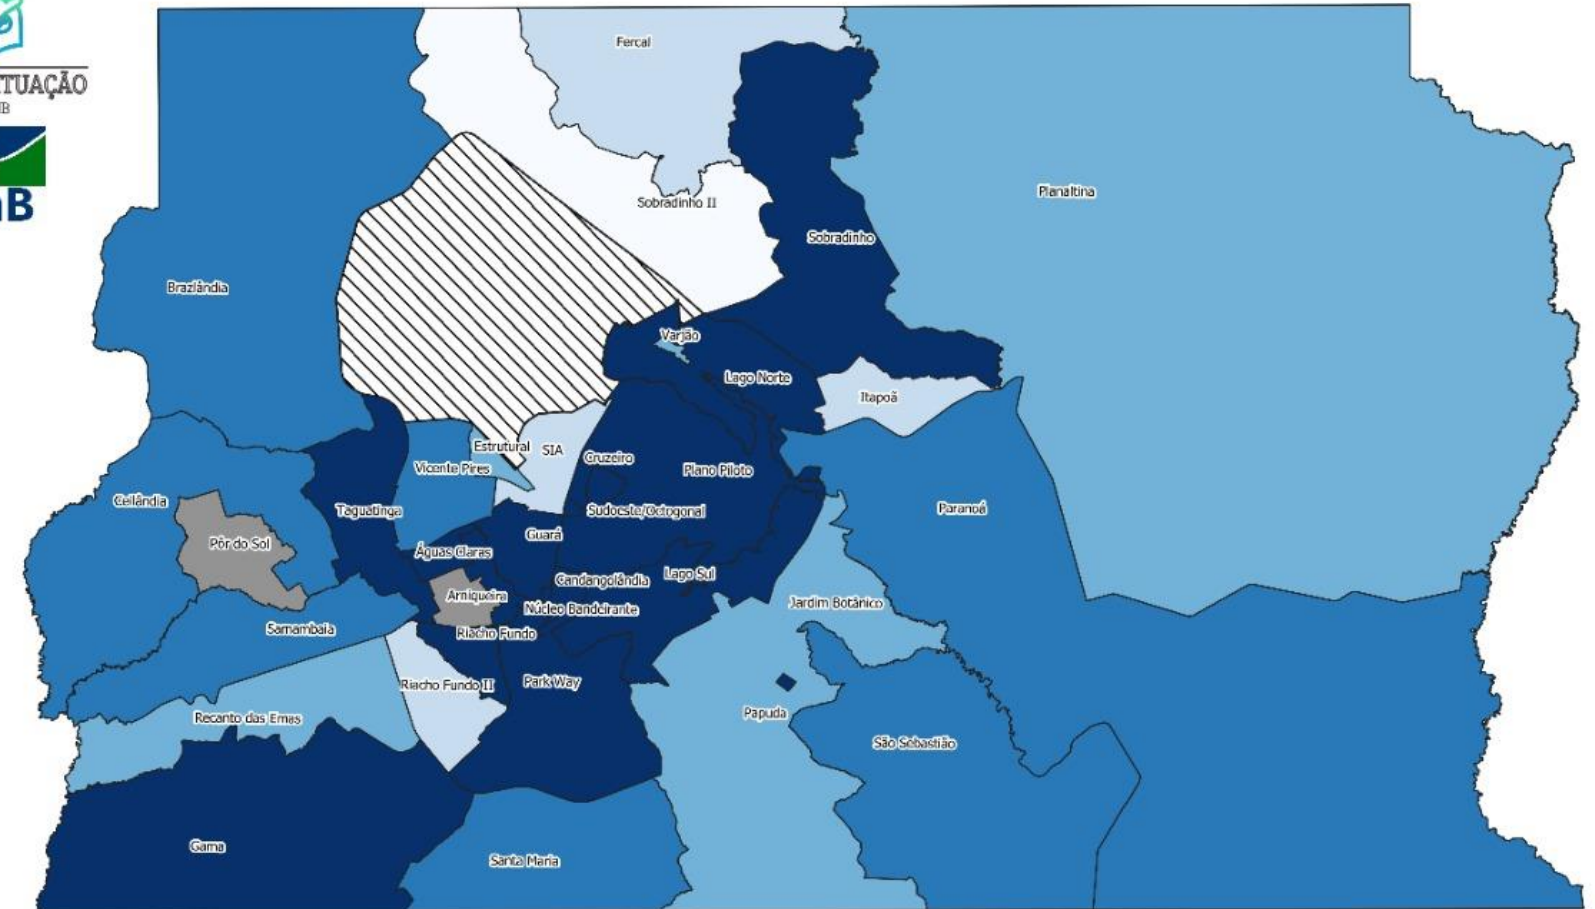 TUAÇÃO
B
Fercal
Planaltina
Sobradinho II
Sobradinho
Brazlândia
Varjão
Lago Norte
Itapoã
Estrutural
SIA
Cruzeiro
Vicente Pires
Plano Piloto
Ceilândia
Taguatinga
Sudoeste/Octogonal
Paranoá
Guará
Pôr do Sol
Águas Claras
Candangolândia
Lago Sul
Arniqueira
Jardim Botânico
Núcleo Bandeirante
Samambaia
Riacho Fundo
Riacho Fundo II
Park Way
Papuda
Recanto das Emas
São Sebastião
Gama
Santa Maria